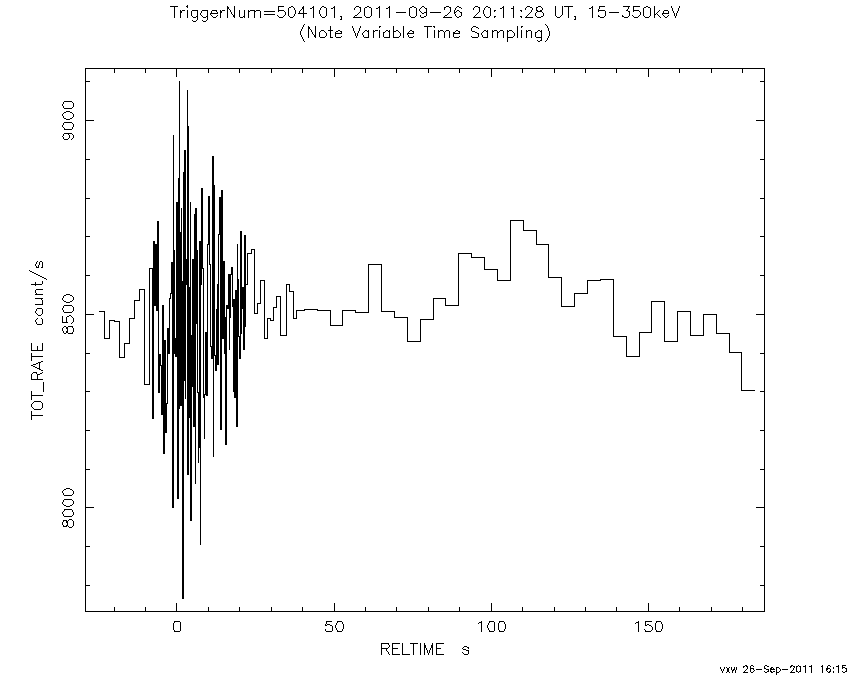 TriggerNum=504101, 2011-09-26 20:11:28 UT, 15-350keV
(Note Variable Time Sampling)
TOT_RATE count/s
9000
8500
8000
0 50 100 150
RELTIME s
vxw 26-Sep-2011 16:15